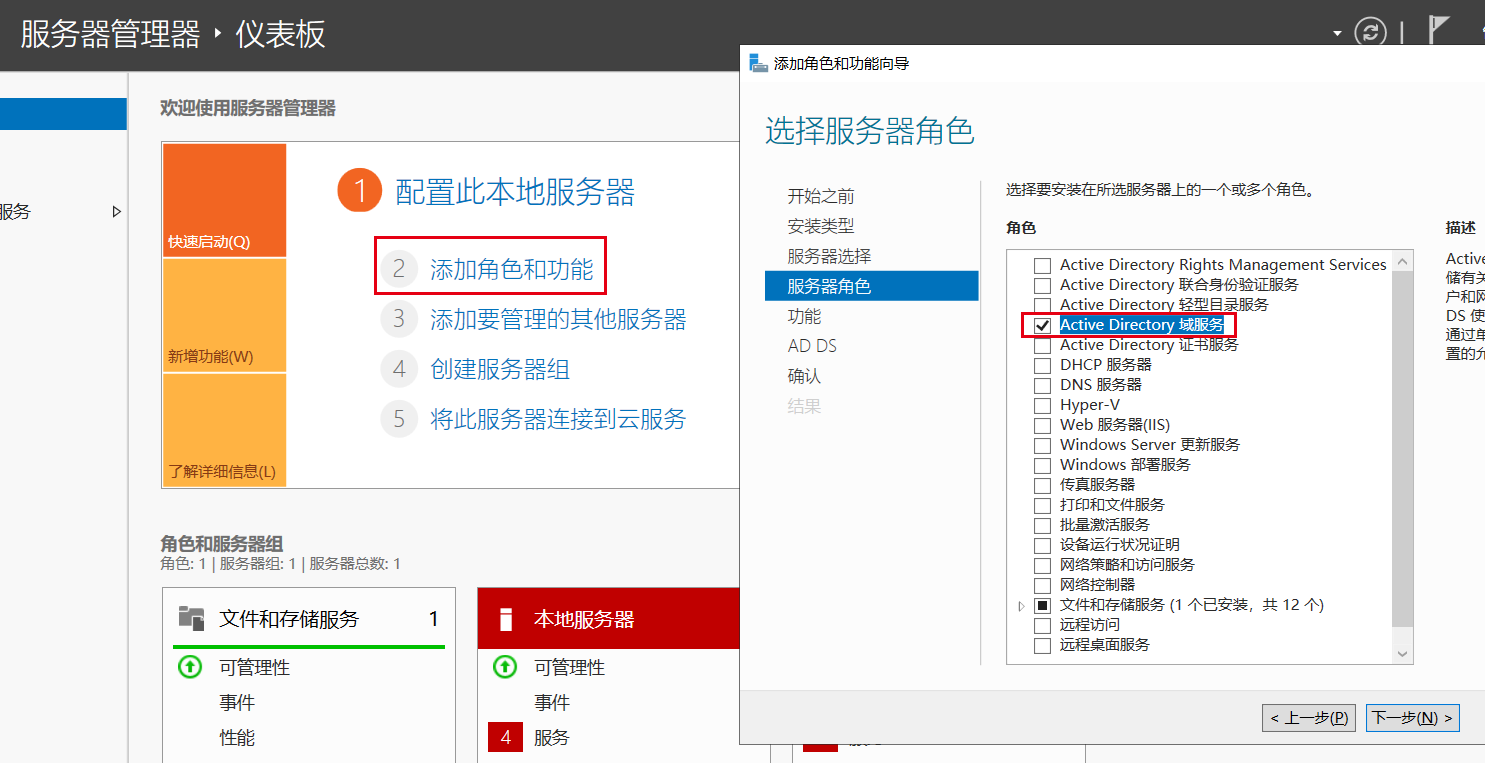 服务器管理器 ‣ 仪表板
服务
欢迎使用服务器管理器
快速启动(Q)
新增功能(W)
了解详细信息(L)
1 配置此本地服务器
2 添加角色和功能
3 添加要管理的其他服务器
4 创建服务器组
5 将此服务器连接到云服务
角色和服务器组
角色: 1 | 服务器组: 1 | 服务器总数: 1
文件和存储服务 1
可管理性
事件
性能
本地服务器
可管理性
事件
4 服务
添加角色和功能向导
选择服务器角色
开始之前
安装类型
服务器选择
服务器角色
功能
AD DS
确认
结果
选择要安装在所选服务器上的一个或多个角色。
角色
Active Directory Rights Management Services
Active Directory 联合身份验证服务
Active Directory 轻型目录服务
Active Directory 域服务
Active Directory 证书服务
DHCP 服务器
DNS 服务器
Hyper-V
Web 服务器(IIS)
Windows Server 更新服务
Windows 部署服务
传真服务器
打印和文件服务
批量激活服务
设备运行状况证明
网络策略和访问服务
网络控制器
文件和存储服务 (1 个已安装，共 12 个)
远程访问
远程桌面服务
描述
Active
储有关
户和网
DS 使
通过单
置的允
< 上一步(P)
下一步(N) >